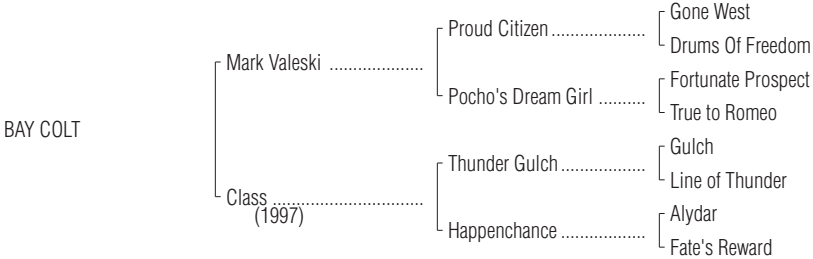 Gone West
Proud Citizen ....................
Drums Of Freedom
Mark Valeski ....................
Fortunate Prospect
Pocho's Dream Girl ..........
True to Romeo
BAY COLT
Gulch
Thunder Gulch ..................
Line of Thunder
Class ................................
(1997)
Alydar
Happenchance ..................
Fate's Reward